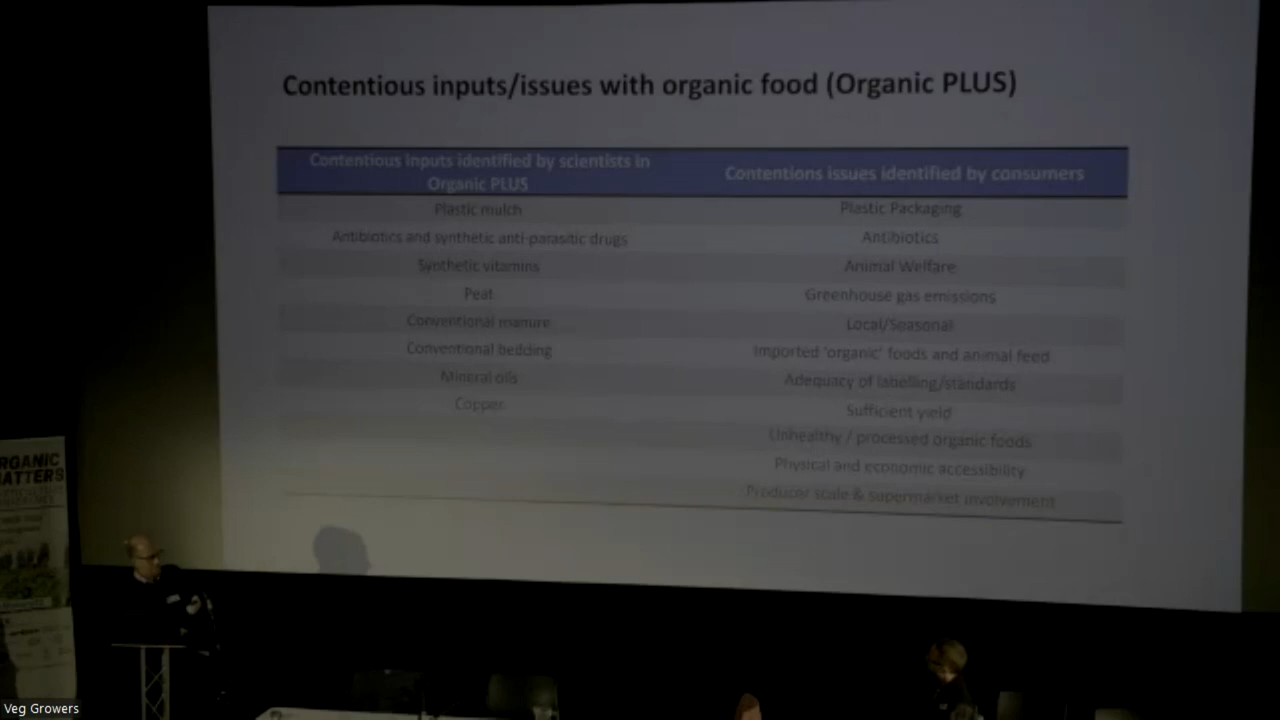 Contentious inputs/issues with organic food (Organic PLUS)
Contentious inputs identified by scientists in
Organic PLUS
Contentions issues identified by consumers
Plastic mulch
Plastic Packaging
Antibiotics and synthetic anti-parasitic drugs
Antibiotics
Synthetic vitamins
Animal Welfare
Peat
Greenhouse gas emissions
Conventional manure
Local/Seasonal
Conventional bedding
Imported 'organic' foods and animal feed
Mineral oils
Adequacy of labelling/standards
Copper
Sufficient yield
Unhealthy / processed organic foods
Physical and economic accessibility
Producer scale & supermarket involvement
RGANIC
ATTERS
Veg Growers